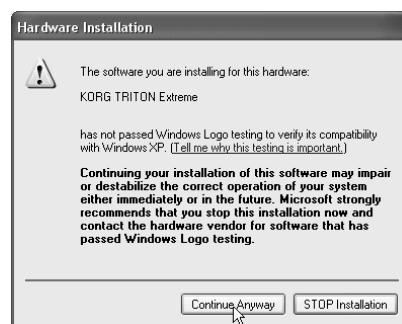 Hardware Installation
The software you are installing for this hardware:
KORG TRITON Extreme
has not passed Windows Logo testing to verify its compatibility
with Windows XP. (Tell me why this testing is important.)
Continuing your installation of this software may impair
or destabilize the correct operation of your system
either immediately or in the future. Microsoft strongly
recommends that you stop this installation now and
contact the hardware vendor for software that has
passed Windows Logo testing.
Continue Anyway
STOP Installation